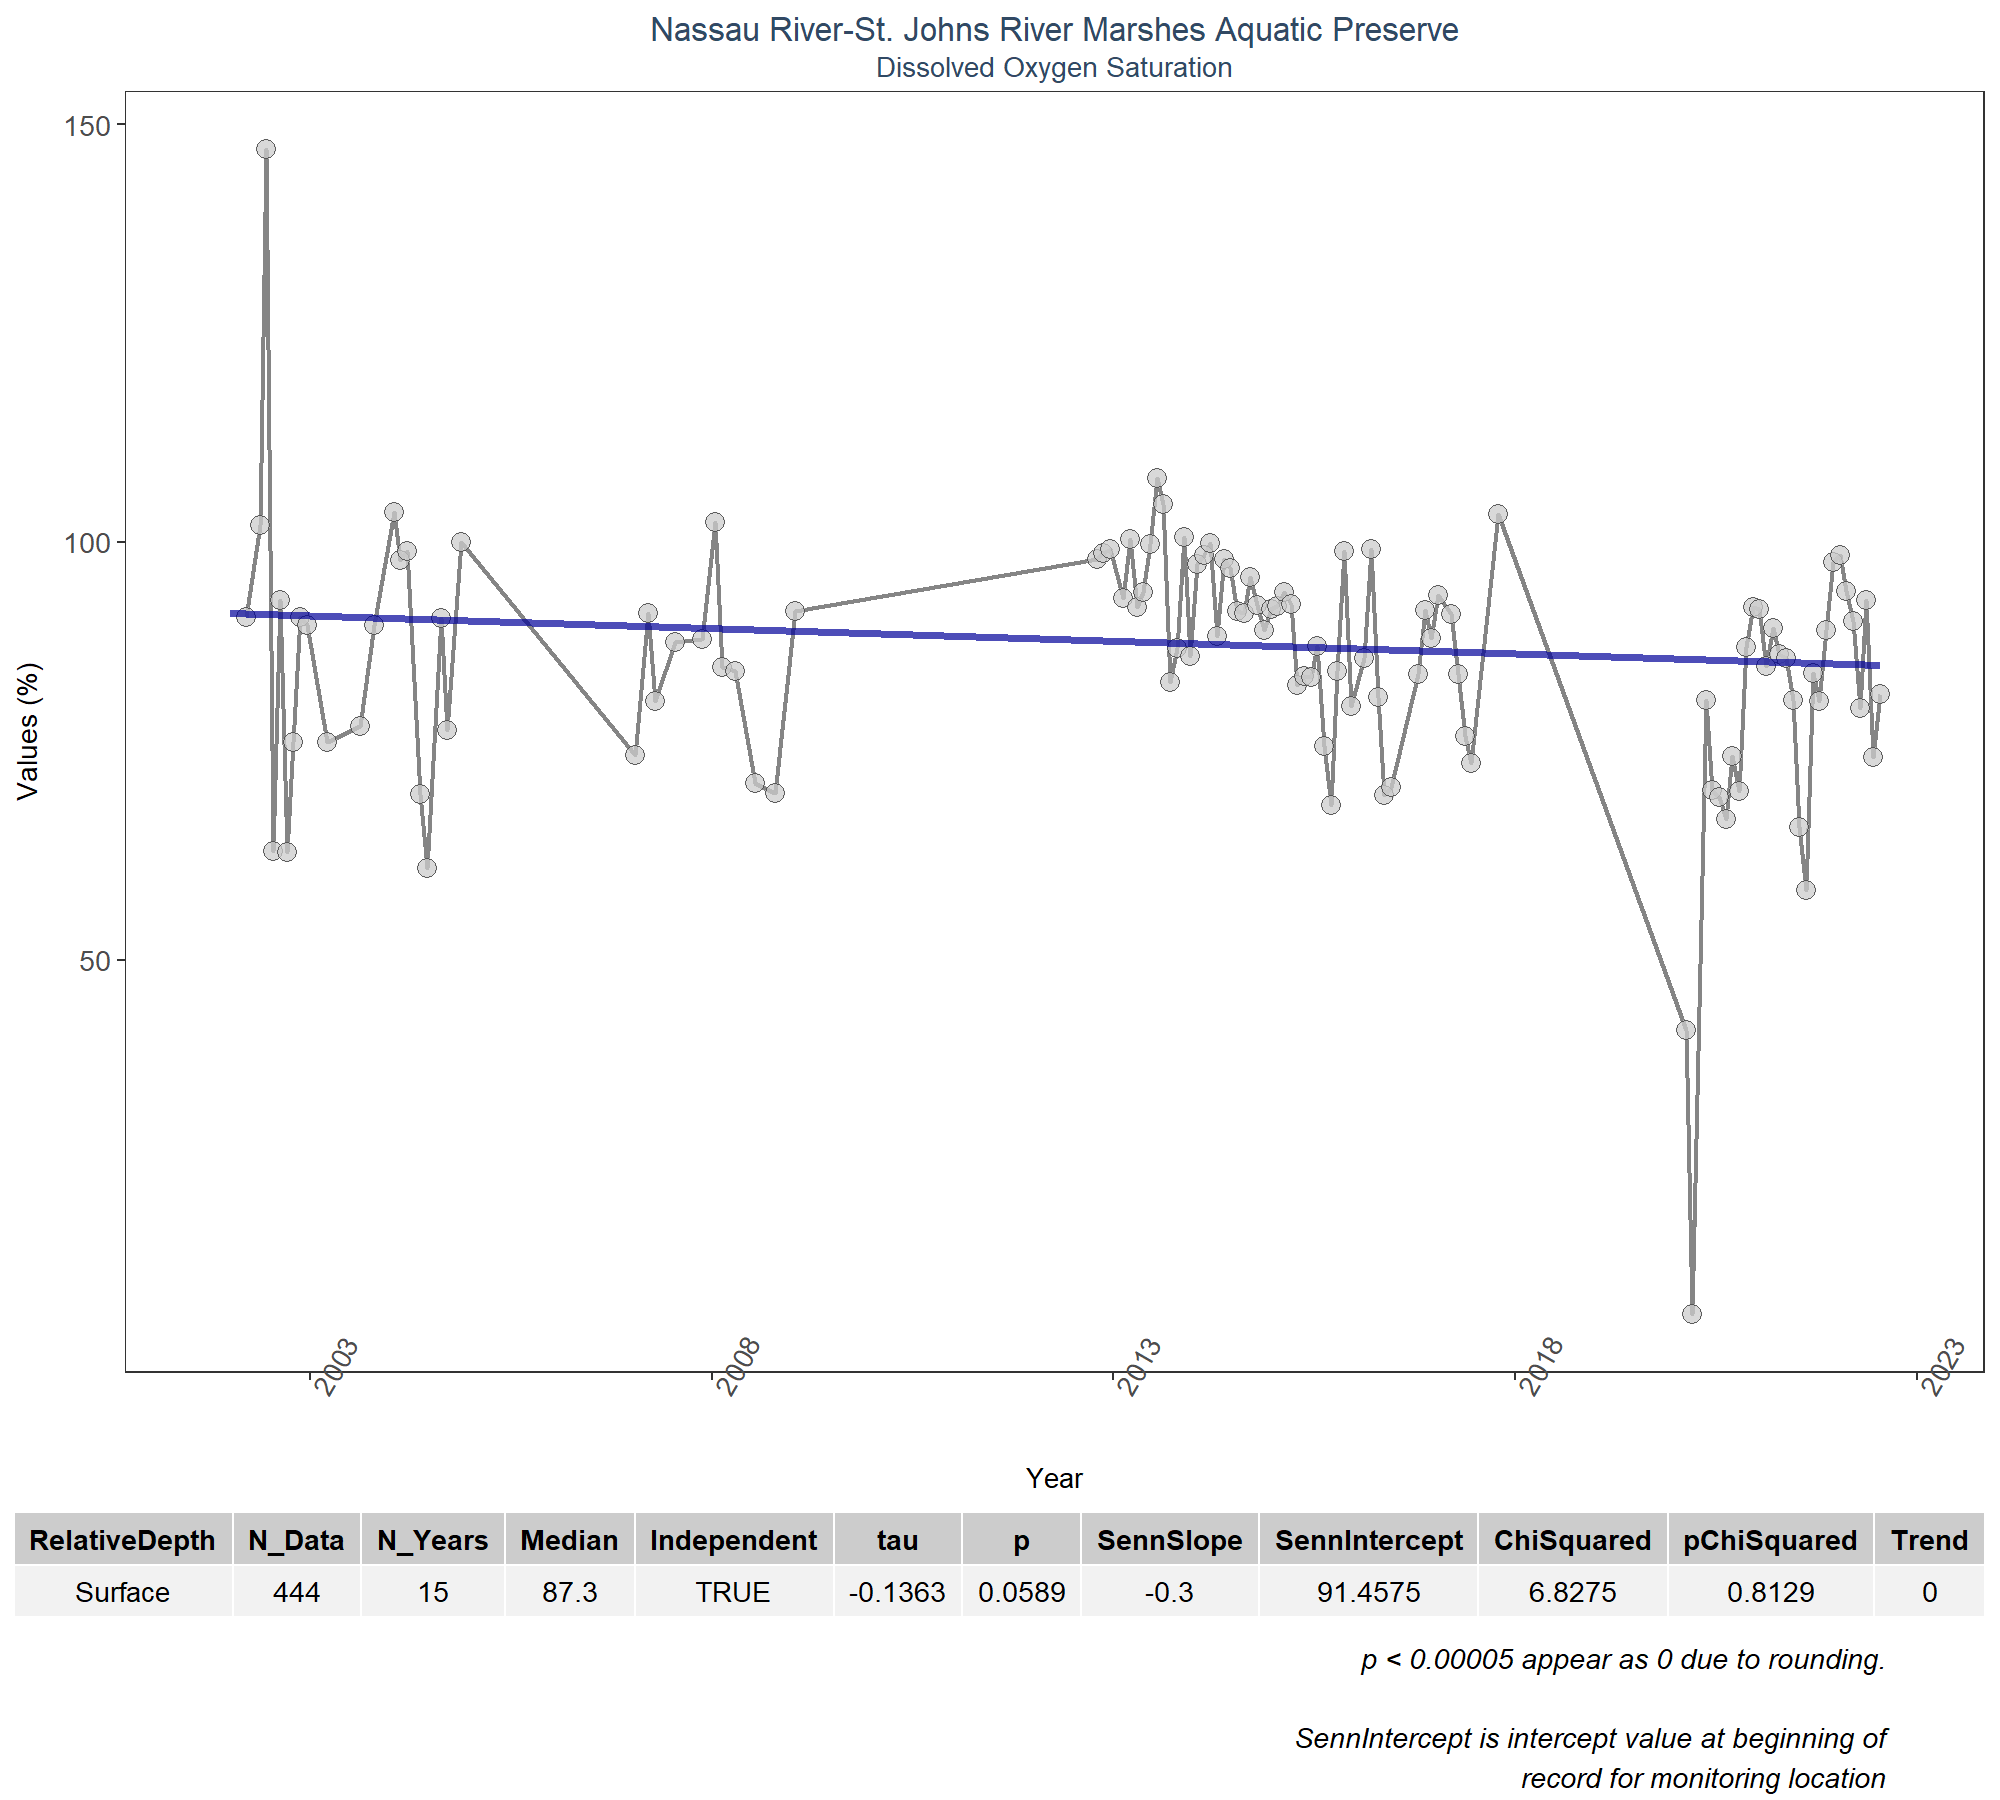 Nassau River-St. Johns River Marshes Aquatic Preserve
Dissolved Oxygen Saturation
150
100
50
Values (%)
2003
2008
2013
2018
2023
Year
RelativeDepth N_Data N_Years Median Independent tau p SennSlope SennIntercept ChiSquared pChiSquared Trend
Surface 444 15 87.3 TRUE -0.1363 0.0589 -0.3 91.4575 6.8275 0.8129 0
p < 0.00005 appear as 0 due to rounding.
SennIntercept is intercept value at beginning of
record for monitoring location